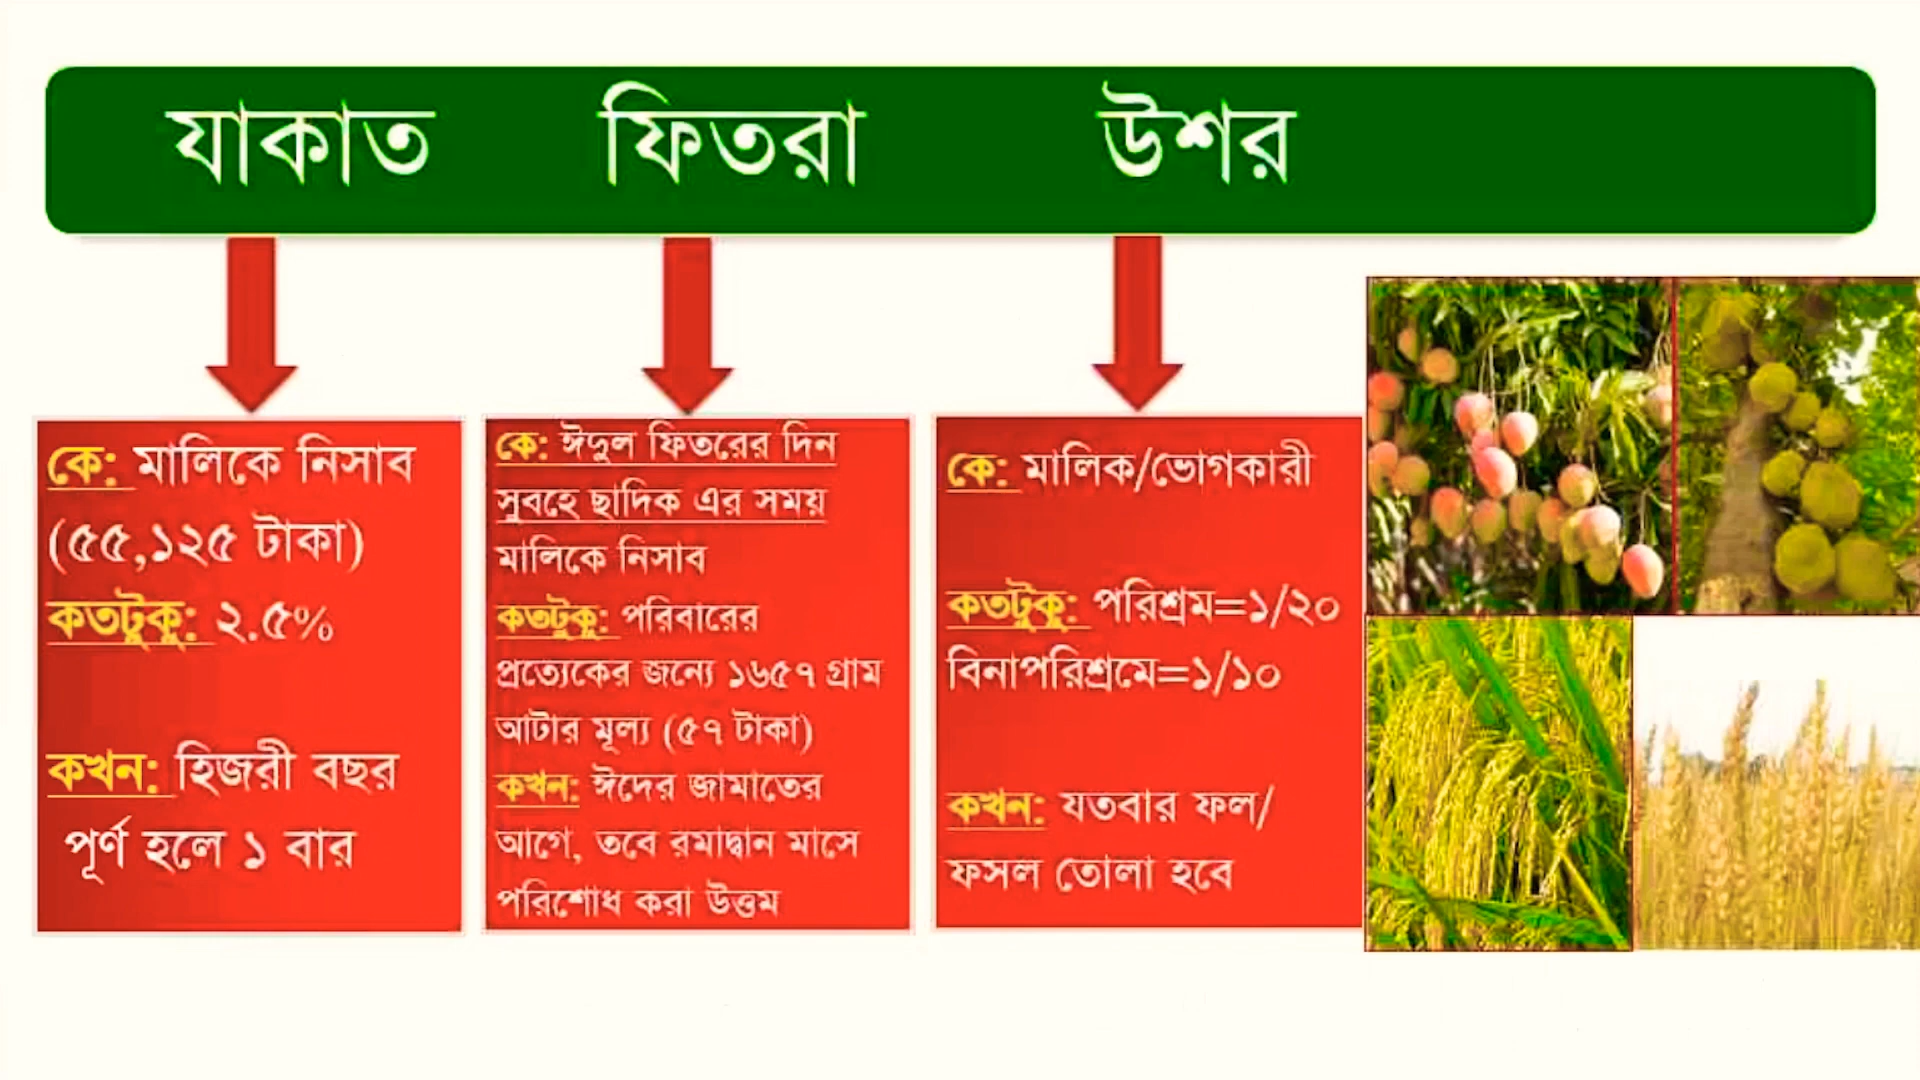 যাকাত ফিতরা উশর
কে: মালিকে নিসাব
(৫৫,১২৫ টাকা)
কতটুকু: ২.৫%
কখন: হিজরী বছর
পূর্ণ হলে ১ বার
কে: ঈদুল ফিতরের দিন
সুবহে ছাদিক এর সময়
মালিকে নিসাব
কতটুকু: পরিবারের
প্রত্যেকের জন্যে ১৬৫৭ গ্রাম
আটার মূল্য (৫৭ টাকা)
কখন: ঈদের জামাতের
আগে, তবে রমাদ্বান মাসে
পরিশোধ করা উত্তম
কে: মালিক/ভোগকারী
কতটুকু: পরিশ্রম=১/২০
বিনাপরিশ্রমে=১/১০
কখন: যতবার ফল/
ফসল তোলা হবে